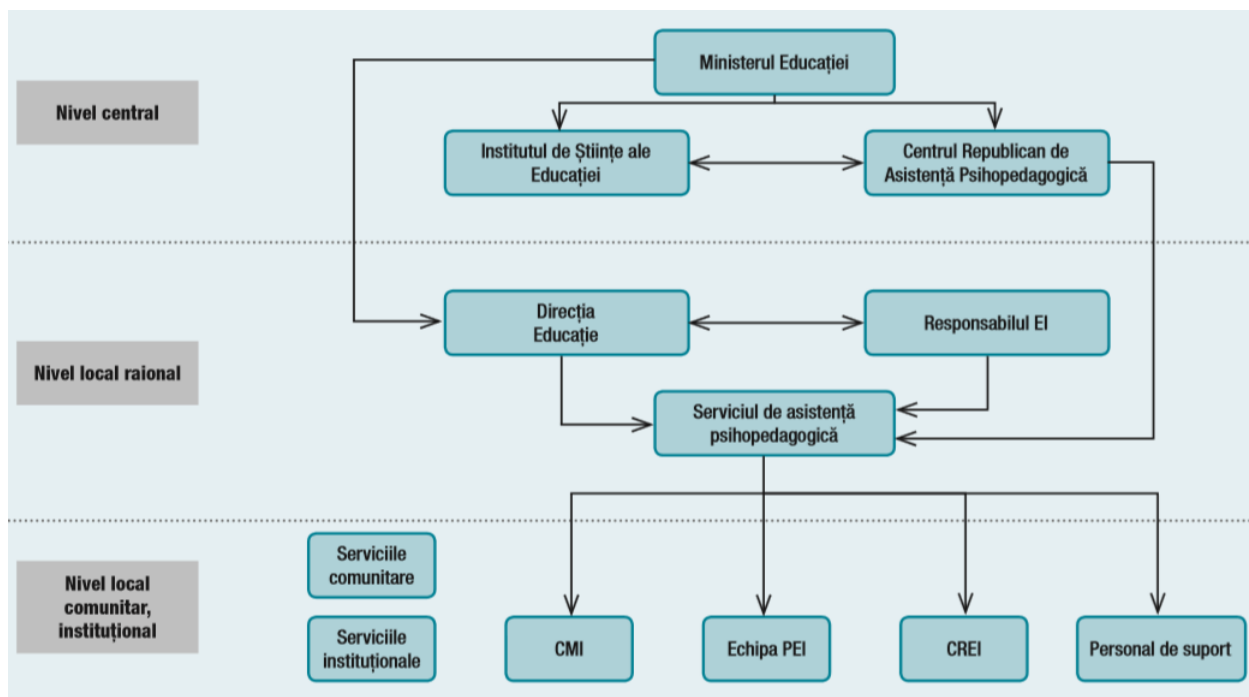 Ministerul Educației
Nivel central
Institutul de Științe ale
Educației
Centrul Republican de
Asistență Psihopedagogică
Direcția
Educație
Responsabilul EI
Nivel local raional
Serviciul de asistență
psihopedagogică
Serviciile
comunitare
Nivel local
comunitar,
instituțional
Serviciile
instituționale
CMI
Echipa PEI
CREI
Personal de suport